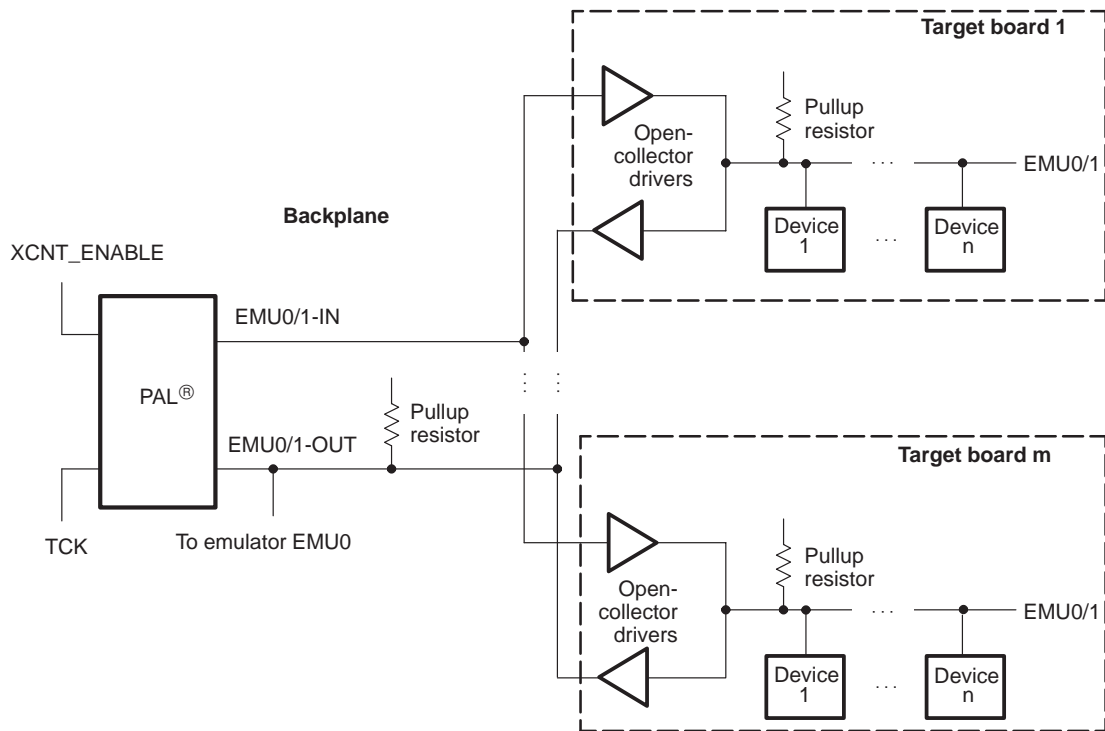 Target board 1
Pullup
resistor
Open-
collector
drivers
EMU0/1
Device
1
. . .
Device
n
. . .
Backplane
XCNT_ENABLE
EMU0/1-IN
PAL®
Pullup
resistor
EMU0/1-OUT
. . .
. . .
TCK
To emulator EMU0
Target board m
Pullup
resistor
Open-
collector
drivers
EMU0/1
Device
1
. . .
Device
n
. . .